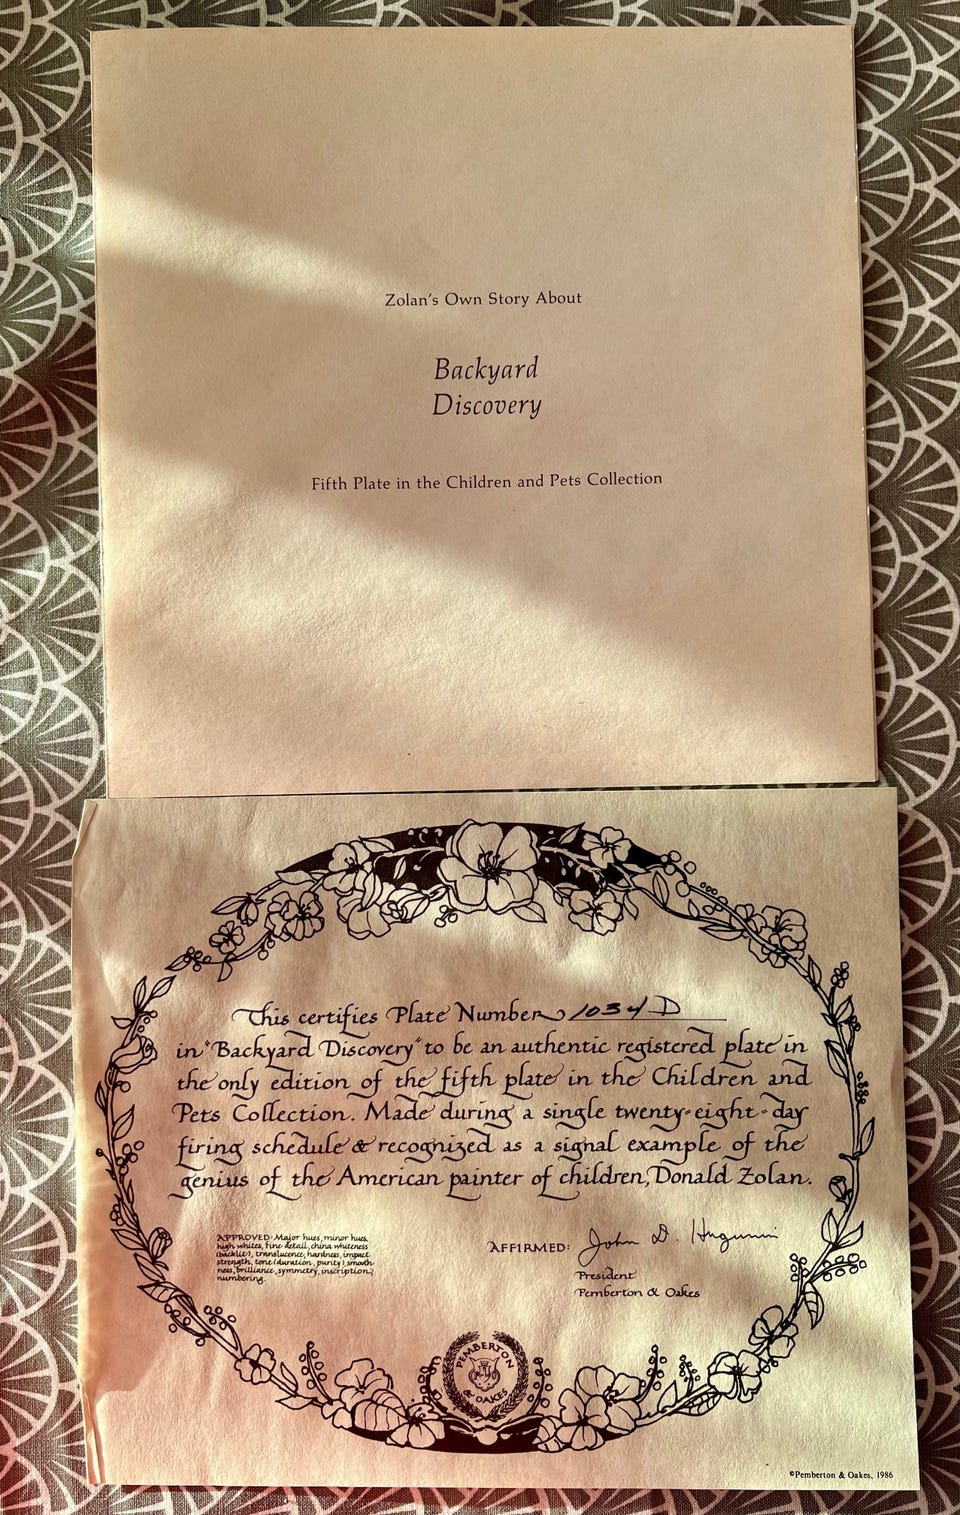 Zolan's Own Story About
Backyard
Discovery
Fifth Plate in the Children and Pets Collection
This certifies Plate Number 1034 D
in "Backyard Discovery" to be an authentic registered plate in
the only edition of the fifth plate in the Children and
Pets Collection. Made during a single twenty-eight-day
firing schedule & recognized as a signal example of the
genius of the American painter of children, Donald Zolan.
APPROVED: Major hues, minor hues,
high whites, fine detail, china whiteness
(backlit), translucence, hardness, impact
strength, tone (duration, purity), smooth-
ness, brilliance, symmetry, inscription,
numbering.
AFFIRMED: John D. Hugunin
President
Pemberton & Oakes
PEMBERTON
& OAKES
©Pemberton & Oakes, 1986